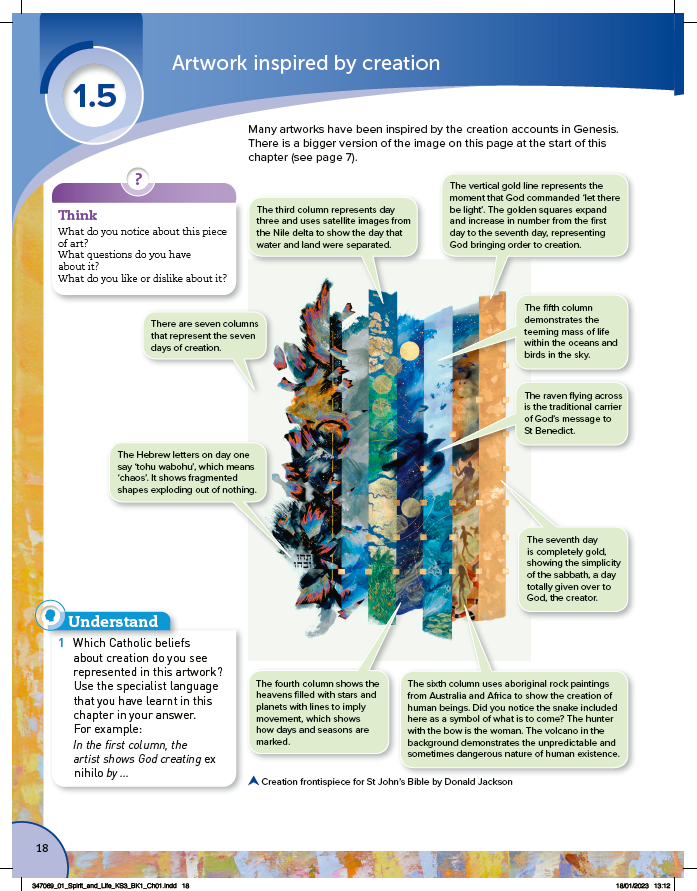 1.5
Artwork inspired by creation
Many artworks have been inspired by the creation accounts in Genesis.
There is a bigger version of the image on this page at the start of this
chapter (see page 7).
?
Think
What do you notice about this piece
of art?
What questions do you have
about it?
What do you like or dislike about it?
The third column represents day
three and uses satellite images from
the Nile delta to show the day that
water and land were separated.
The vertical gold line represents the
moment that God commanded ‘let there
be light’. The golden squares expand
and increase in number from the first
day to the seventh day, representing
God bringing order to creation.
There are seven columns
that represent the seven
days of creation.
The fifth column
demonstrates the
teeming mass of life
within the oceans and
birds in the sky.
The raven flying across
is the traditional carrier
of God’s message to
St Benedict.
The Hebrew letters on day one
say ‘tohu wabohu’, which means
‘chaos’. It shows fragmented
shapes exploding out of nothing.
תהו
ובהו
The seventh day
is completely gold,
showing the simplicity
of the sabbath, a day
totally given over to
God, the creator.
Understand
1 Which Catholic beliefs
about creation do you see
represented in this artwork?
Use the specialist language
that you have learnt in this
chapter in your answer.
For example:
In the first column, the
artist shows God creating ex
nihilo by ...
The fourth column shows the
heavens filled with stars and
planets with lines to imply
movement, which shows
how days and seasons are
marked.
The sixth column uses aboriginal rock paintings
from Australia and Africa to show the creation of
human beings. Did you notice the snake included
here as a symbol of what is to come? The hunter
with the bow is the woman. The volcano in the
background demonstrates the unpredictable and
sometimes dangerous nature of human existence.
Creation frontispiece for St John’s Bible by Donald Jackson
18
347069_01_Spirit_and_Life_KS3_BK1_Ch01.indd 18
18/01/2023 13:12